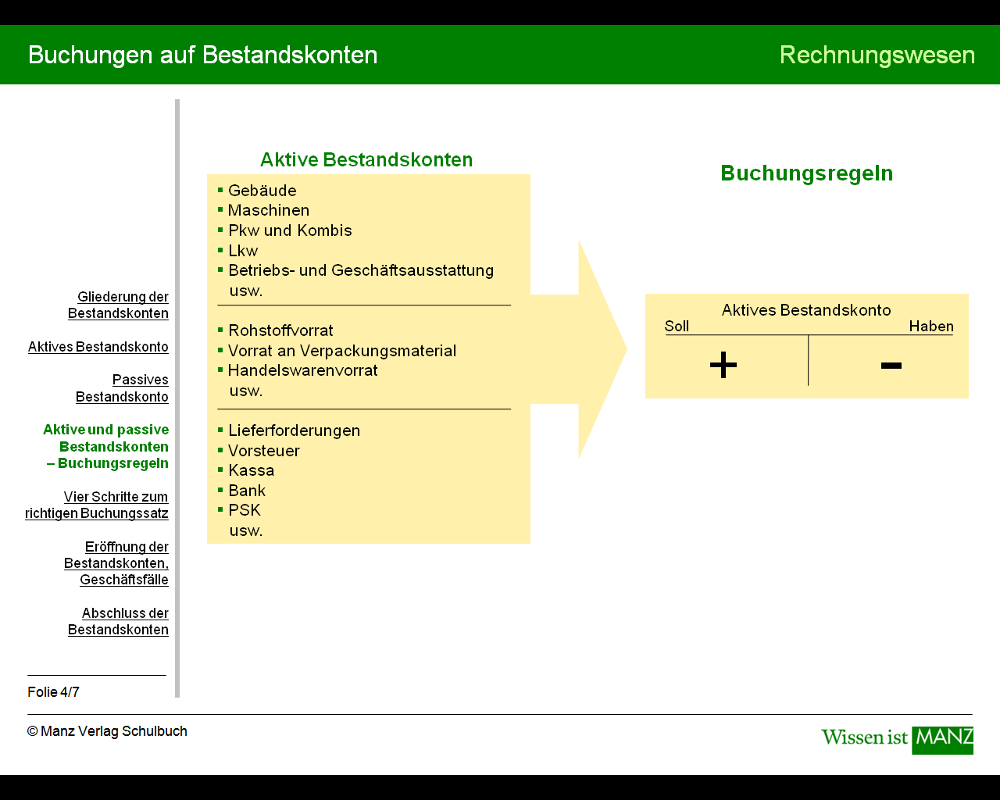 Buchungen auf Bestandskonten
Rechnungswesen
Gliederung der
Bestandskonten
Aktives Bestandskonto
Passives
Bestandskonto
Aktive und passive
Bestandskonten
– Buchungsregeln
Vier Schritte zum
richtigen Buchungssatz
Eröffnung der
Bestandskonten,
Geschäftsfälle
Abschluss der
Bestandskonten
Folie 4/7
Aktive Bestandskonten
▪ Gebäude
▪ Maschinen
▪ Pkw und Kombis
▪ Lkw
▪ Betriebs- und Geschäftsausstattung
usw.
▪ Rohstoffvorrat
▪ Vorrat an Verpackungsmaterial
▪ Handelswarenvorrat
usw.
▪ Lieferforderungen
▪ Vorsteuer
▪ Kassa
▪ Bank
▪ PSK
usw.
Buchungsregeln
Aktives Bestandskonto
Soll Haben
+ –
© Manz Verlag Schulbuch
Wissen ist MANZ